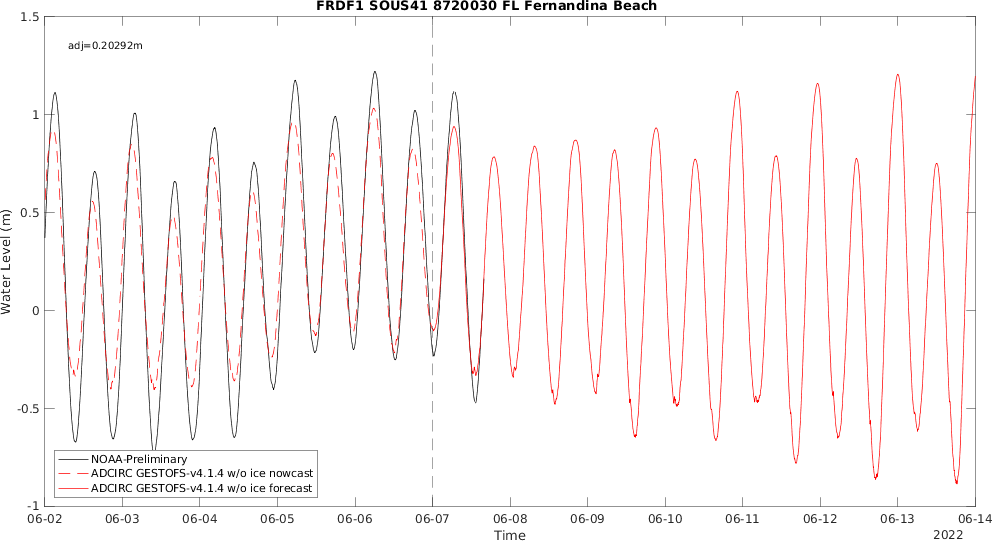 FRDF1 SOUS41 8720030 FL Fernandina Beach
1.5
adj=0.20292m
1
0.5
Water Level (m)
0
-0.5
NOAA-Preliminary
ADCIRC GESTOFS-v4.1.4 w/o ice nowcast
ADCIRC GESTOFS-v4.1.4 w/o ice forecast
-1
06-02 06-03 06-04 06-05 06-06 06-07 06-08 06-09 06-10 06-11 06-12 06-13 06-14
Time
2022